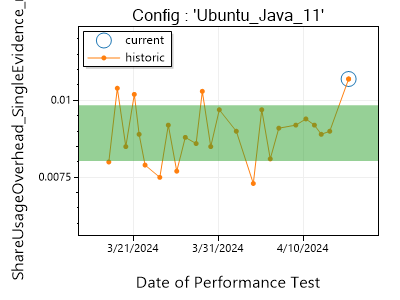 Config : 'Ubuntu_Java_11'
current
historic
ShareUsageOverhead_SingleEvidence_
0.01
0.0075
3/21/2024
3/31/2024
4/10/2024
Date of Performance Test